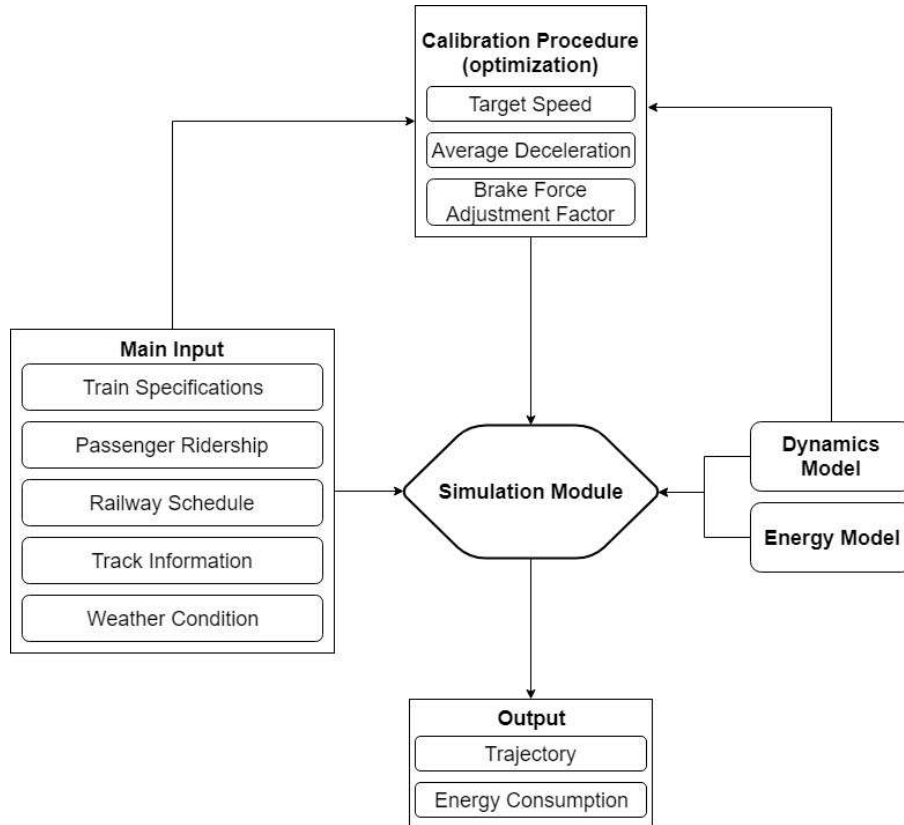 Calibration Procedure
(optimization)
Target Speed
Average Deceleration
Brake Force
Adjustment Factor
Main Input
Train Specifications
Passenger Ridership
Railway Schedule
Track Information
Weather Condition
Simulation Module
Dynamics
Model
Energy Model
Output
Trajectory
Energy Consumption